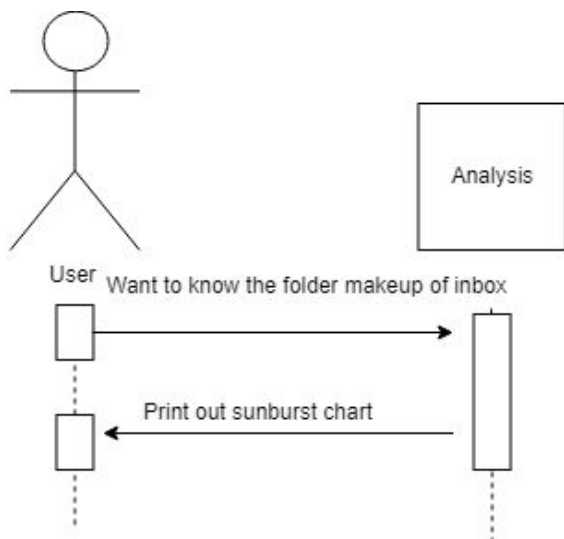 Analysis
User
Want to know the folder makeup of inbox
Print out sunburst chart